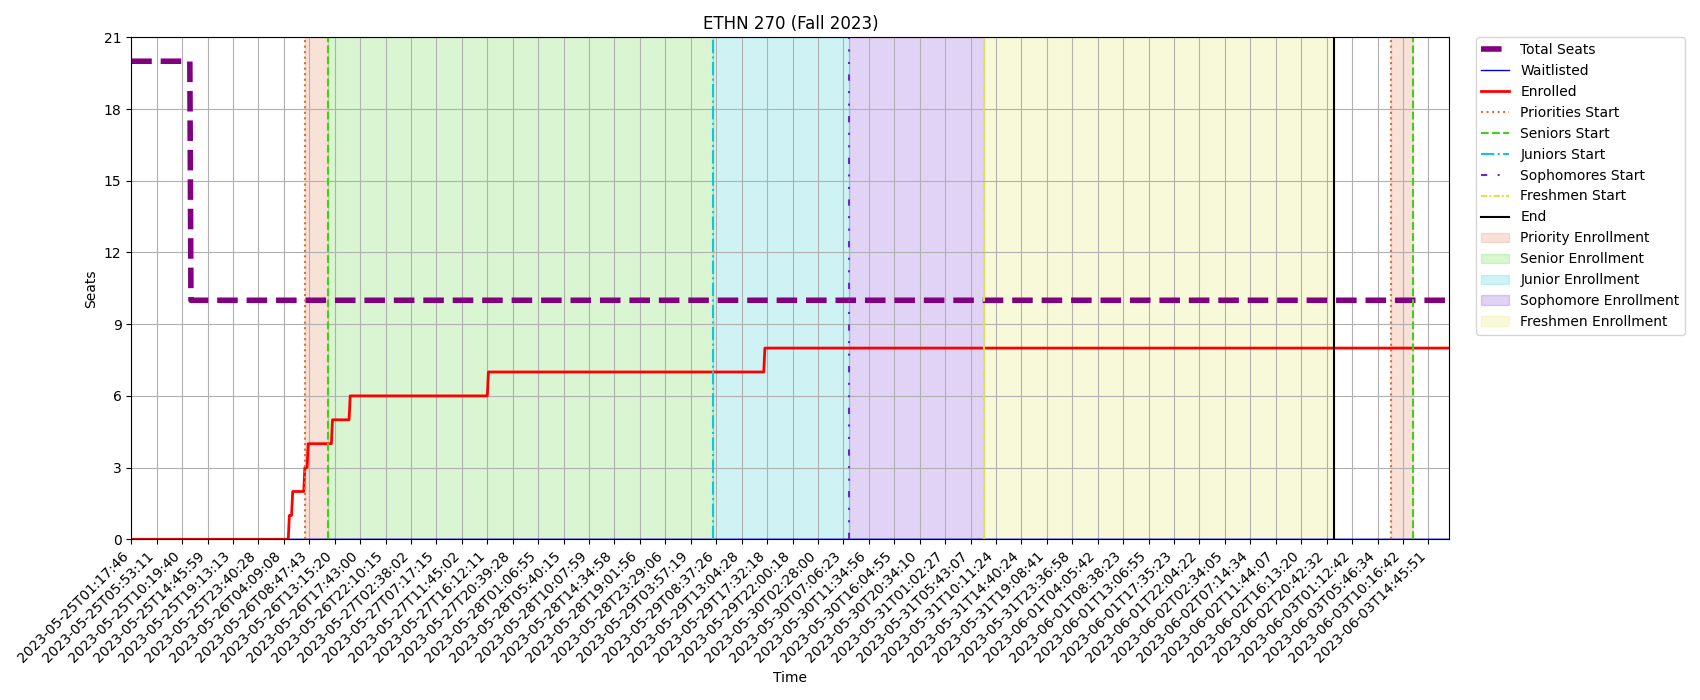 ETHN 270 (Fall 2023)
21
18
15
12
9
6
3
0
Seats
2023-05-25T01:17:46
2023-05-25T05:53:11
2023-05-25T10:19:40
2023-05-25T14:45:59
2023-05-25T19:13:13
2023-05-25T23:40:28
2023-05-26T04:09:08
2023-05-26T08:47:43
2023-05-26T13:15:20
2023-05-26T17:43:00
2023-05-26T22:10:15
2023-05-27T02:38:02
2023-05-27T07:17:15
2023-05-27T11:45:02
2023-05-27T16:12:11
2023-05-27T20:39:28
2023-05-28T01:06:55
2023-05-28T05:40:15
2023-05-28T10:07:59
2023-05-28T14:34:58
2023-05-28T19:01:56
2023-05-28T23:29:06
2023-05-29T03:57:19
2023-05-29T08:37:26
2023-05-29T13:04:28
2023-05-29T17:32:18
2023-05-29T22:00:18
2023-05-30T02:28:00
2023-05-30T07:06:23
2023-05-30T11:34:56
2023-05-30T16:04:55
2023-05-30T20:34:10
2023-05-31T01:02:27
2023-05-31T05:43:07
2023-05-31T10:11:24
2023-05-31T14:40:24
2023-05-31T19:08:41
2023-05-31T23:36:58
2023-06-01T04:05:42
2023-06-01T08:38:23
2023-06-01T13:06:55
2023-06-01T17:35:23
2023-06-01T22:04:22
2023-06-02T02:34:05
2023-06-02T07:14:34
2023-06-02T11:44:07
2023-06-02T16:13:20
2023-06-02T20:42:32
2023-06-03T01:12:42
2023-06-03T05:46:34
2023-06-03T10:16:42
2023-06-03T14:45:51
Time
Total Seats
Waitlisted
Enrolled
Priorities Start
Seniors Start
Juniors Start
Sophomores Start
Freshmen Start
End
Priority Enrollment
Senior Enrollment
Junior Enrollment
Sophomore Enrollment
Freshmen Enrollment